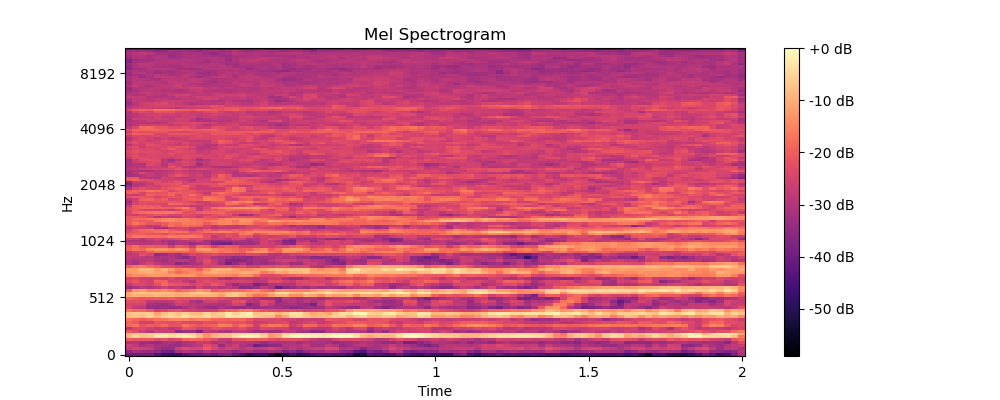 Mel Spectrogram
+0 dB
8192
-10 dB
4096
-20 dB
2048
Hz
-30 dB
1024
-40 dB
512
-50 dB
0
0 0.5 1 1.5 2
Time